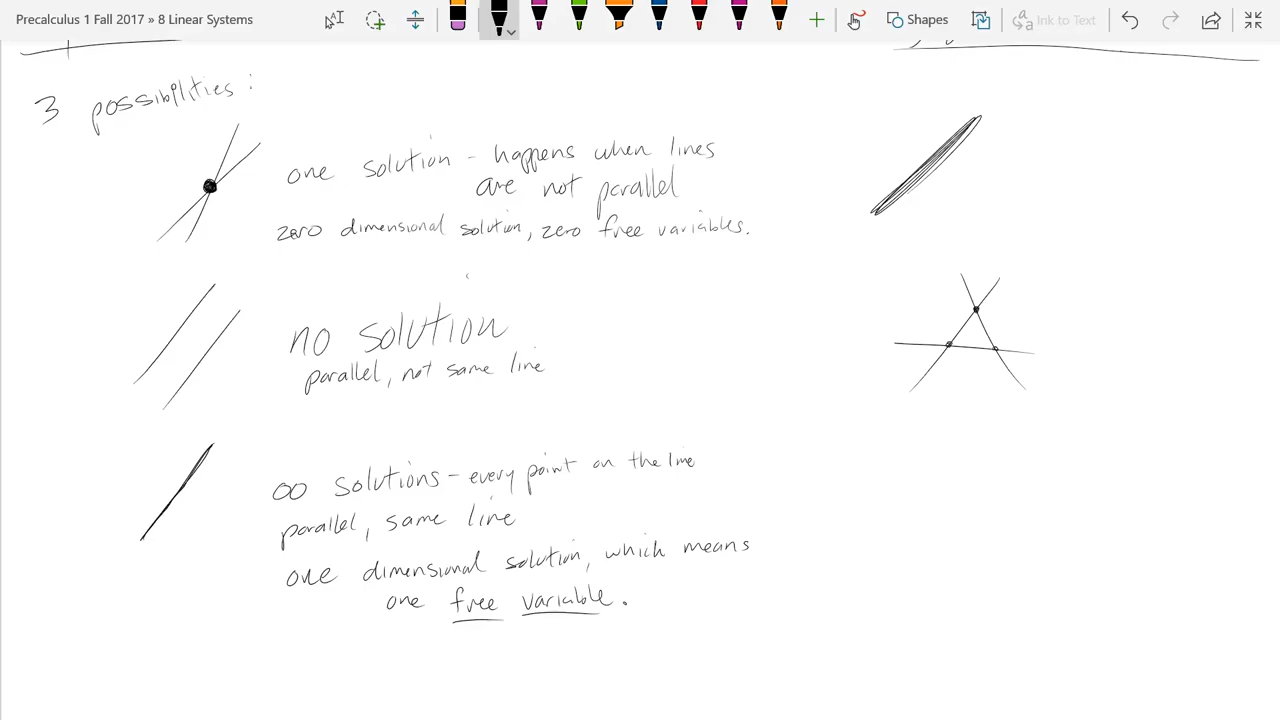 Precalculus 1 Fall 2017 » 8 Linear Systems
Shapes
Ink to Text
3 possibilities:
one solution - happens when lines
are not parallel
zero dimensional solution, zero free variables.
no solution
parallel, not same line
∞ solutions - every point on the line
parallel, same line
one dimensional solution, which means
one free variable.